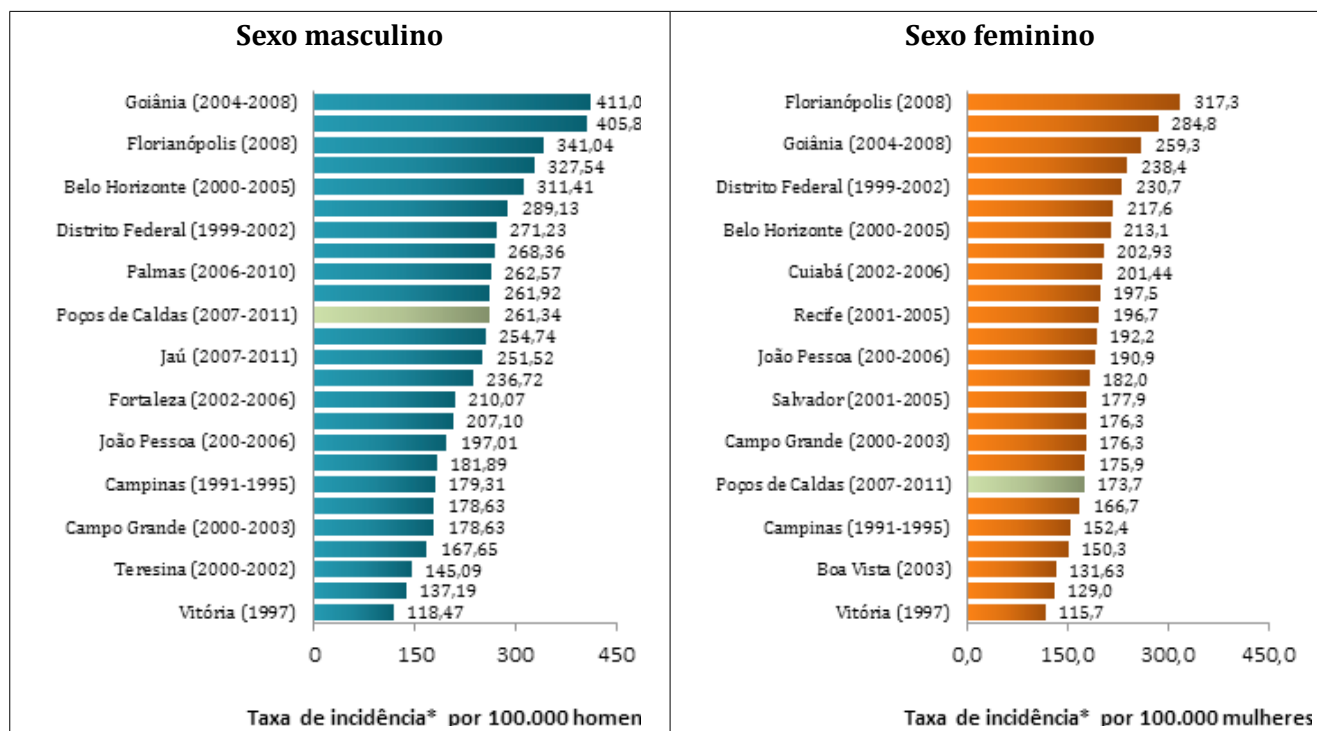 Sexo masculino
Goiânia (2004-2008) 411,0
405,8
Florianópolis (2008) 341,04
327,54
Belo Horizonte (2000-2005) 311,41
289,13
Distrito Federal (1999-2002) 271,23
268,36
Palmas (2006-2010) 262,57
261,92
Poços de Caldas (2007-2011) 261,34
254,74
Jaú (2007-2011) 251,52
236,72
Fortaleza (2002-2006) 210,07
207,10
João Pessoa (200-2006) 197,01
181,89
Campinas (1991-1995) 179,31
178,63
Campo Grande (2000-2003) 178,63
167,65
Teresina (2000-2002) 145,09
137,19
Vitória (1997) 118,47
0 150 300 450
Taxa de incidência* por 100.000 homen
Sexo feminino
Florianópolis (2008) 317,3
284,8
Goiânia (2004-2008) 259,3
238,4
Distrito Federal (1999-2002) 230,7
217,6
Belo Horizonte (2000-2005) 213,1
202,93
Cuiabá (2002-2006) 201,44
197,5
Recife (2001-2005) 196,7
192,2
João Pessoa (200-2006) 190,9
182,0
Salvador (2001-2005) 177,9
176,3
Campo Grande (2000-2003) 176,3
175,9
Poços de Caldas (2007-2011) 173,7
166,7
Campinas (1991-1995) 152,4
150,3
Boa Vista (2003) 131,63
129,0
Vitória (1997) 115,7
0,0 150,0 300,0 450,0
Taxa de incidência* por 100.000 mulheres